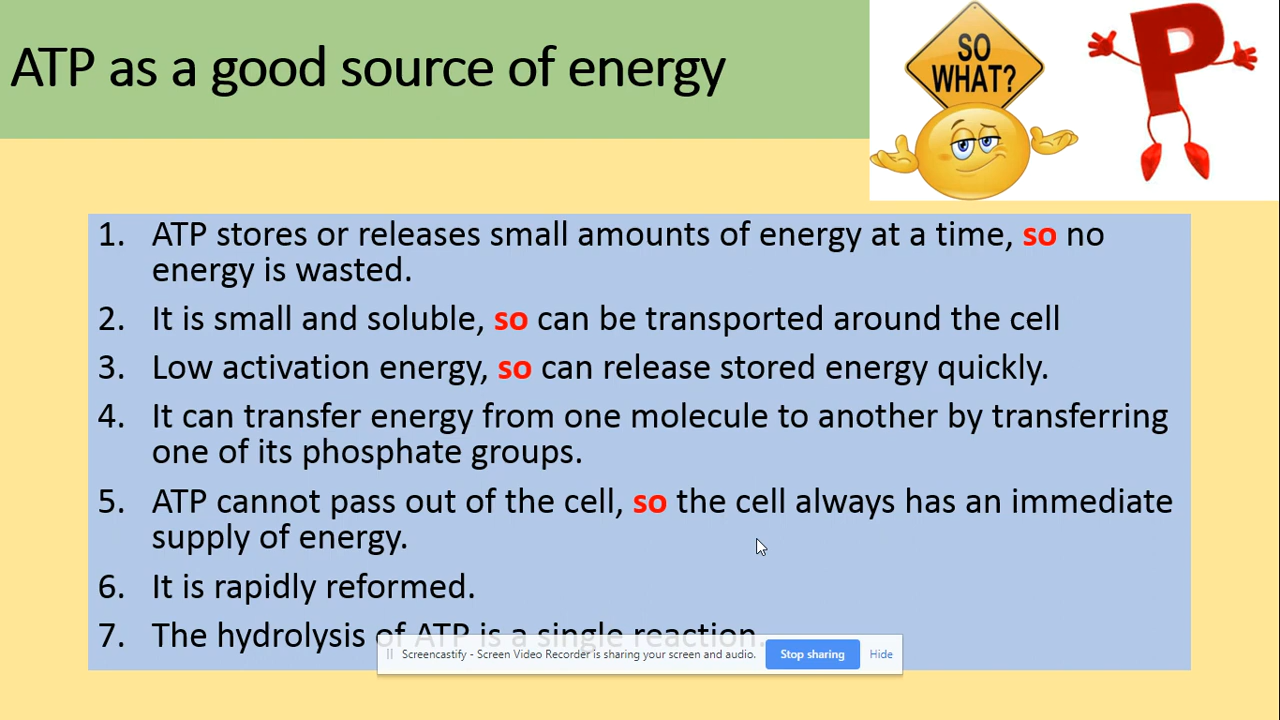 ATP as a good source of energy
SO
WHAT?
P
1. ATP stores or releases small amounts of energy at a time, so no
energy is wasted.
2. It is small and soluble, so can be transported around the cell
3. Low activation energy, so can release stored energy quickly.
4. It can transfer energy from one molecule to another by transferring
one of its phosphate groups.
5. ATP cannot pass out of the cell, so the cell always has an immediate
supply of energy.
6. It is rapidly reformed.
7. The hydrolysis of ATP is a single reaction.
Screencastify - Screen Video Recorder is sharing your screen and audio. Stop sharing Hide